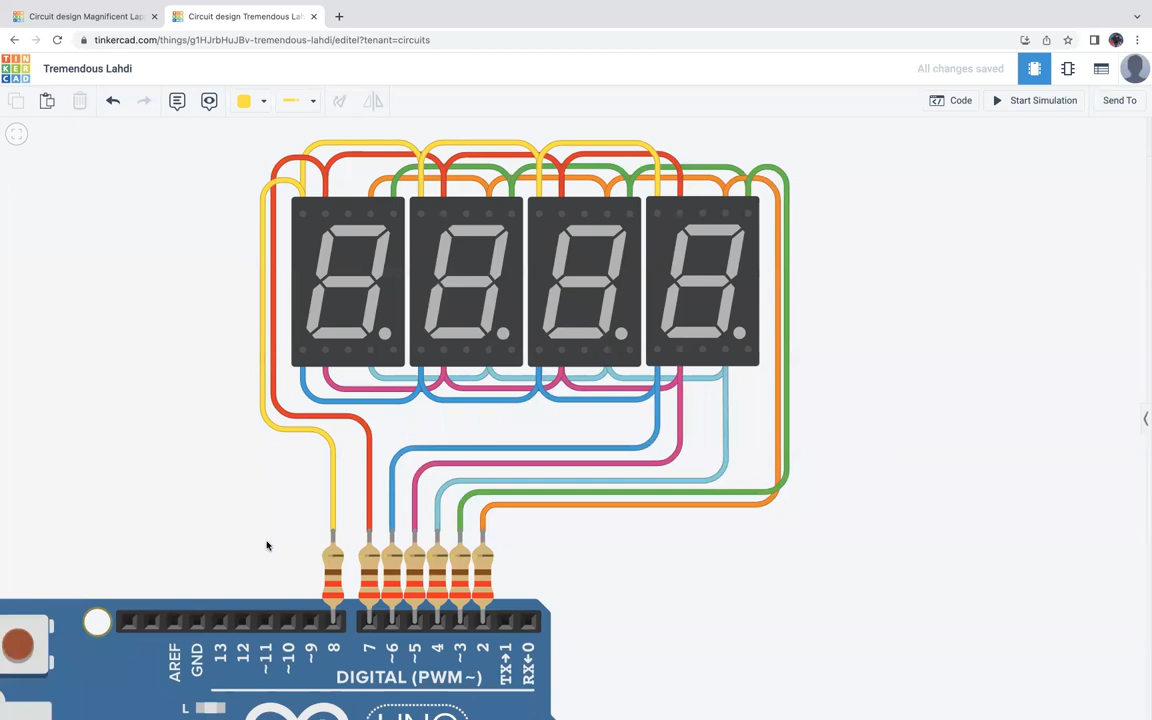 Circuit design Magnificent Lap
Circuit design Tremendous Lah
tinkercad.com/things/g1HJrbHuJBv-tremendous-lahdi/editel?tenant=circuits
TIN
KER
CAD
Tremendous Lahdi
All changes saved
Code
Start Simulation
Send To
AREF
GND
13
12
~11
~10
~9
8
7
~6
~5
4
~3
2
TX→1
RX←0
DIGITAL (PWM~)
L
UNO